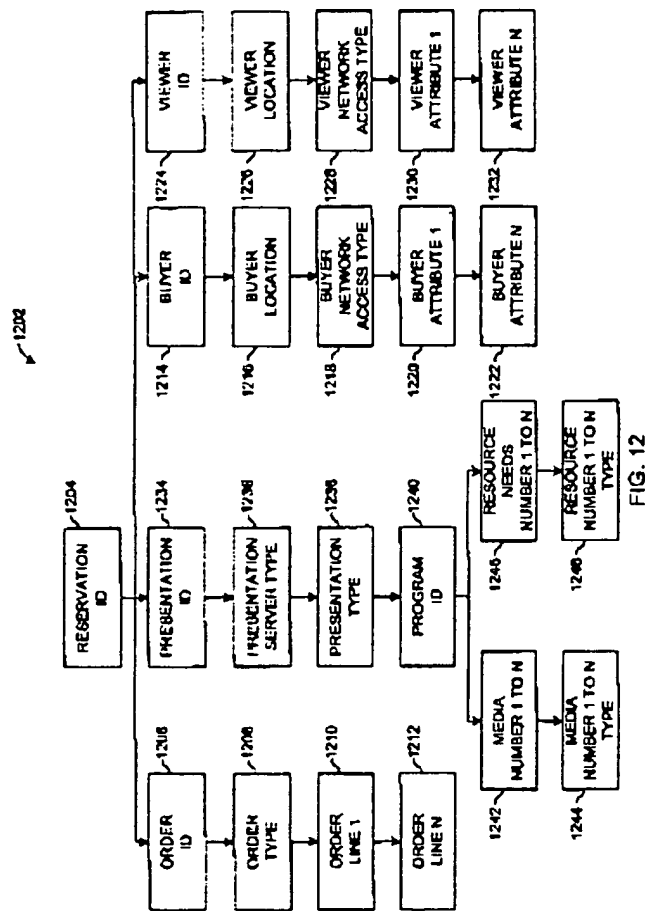 1202
RESERVATION
ID
1204
ORDER
ID
1206
ORDER
TYPE
1208
ORDER
LINE 1
1210
ORDER
LINE N
1212
PRESENTATION
ID
1234
PRESENTATION
SERVER TYPE
PRESENTATION
TYPE
PROGRAM
ID
1240
MEDIA
NUMBER 1 TO N
1242
MEDIA
NUMBER 1 TO N
TYPE
1244
RESOURCE
NEEDS
NUMBER 1 TO N
1246
RESOURCE
NUMBER 1 TO N
TYPE
1248
1214
BUYER
ID
1216
BUYER
LOCATION
1218
BUYER
NETWORK
ACCESS TYPE
1220
BUYER
ATTRIBUTE 1
1222
BUYER
ATTRIBUTE N
1224
VIEWER
ID
1226
VIEWER
LOCATION
1228
VIEWER
NETWORK
ACCESS TYPE
1230
VIEWER
ATTRIBUTE 1
1232
VIEWER
ATTRIBUTE N
FIG. 12